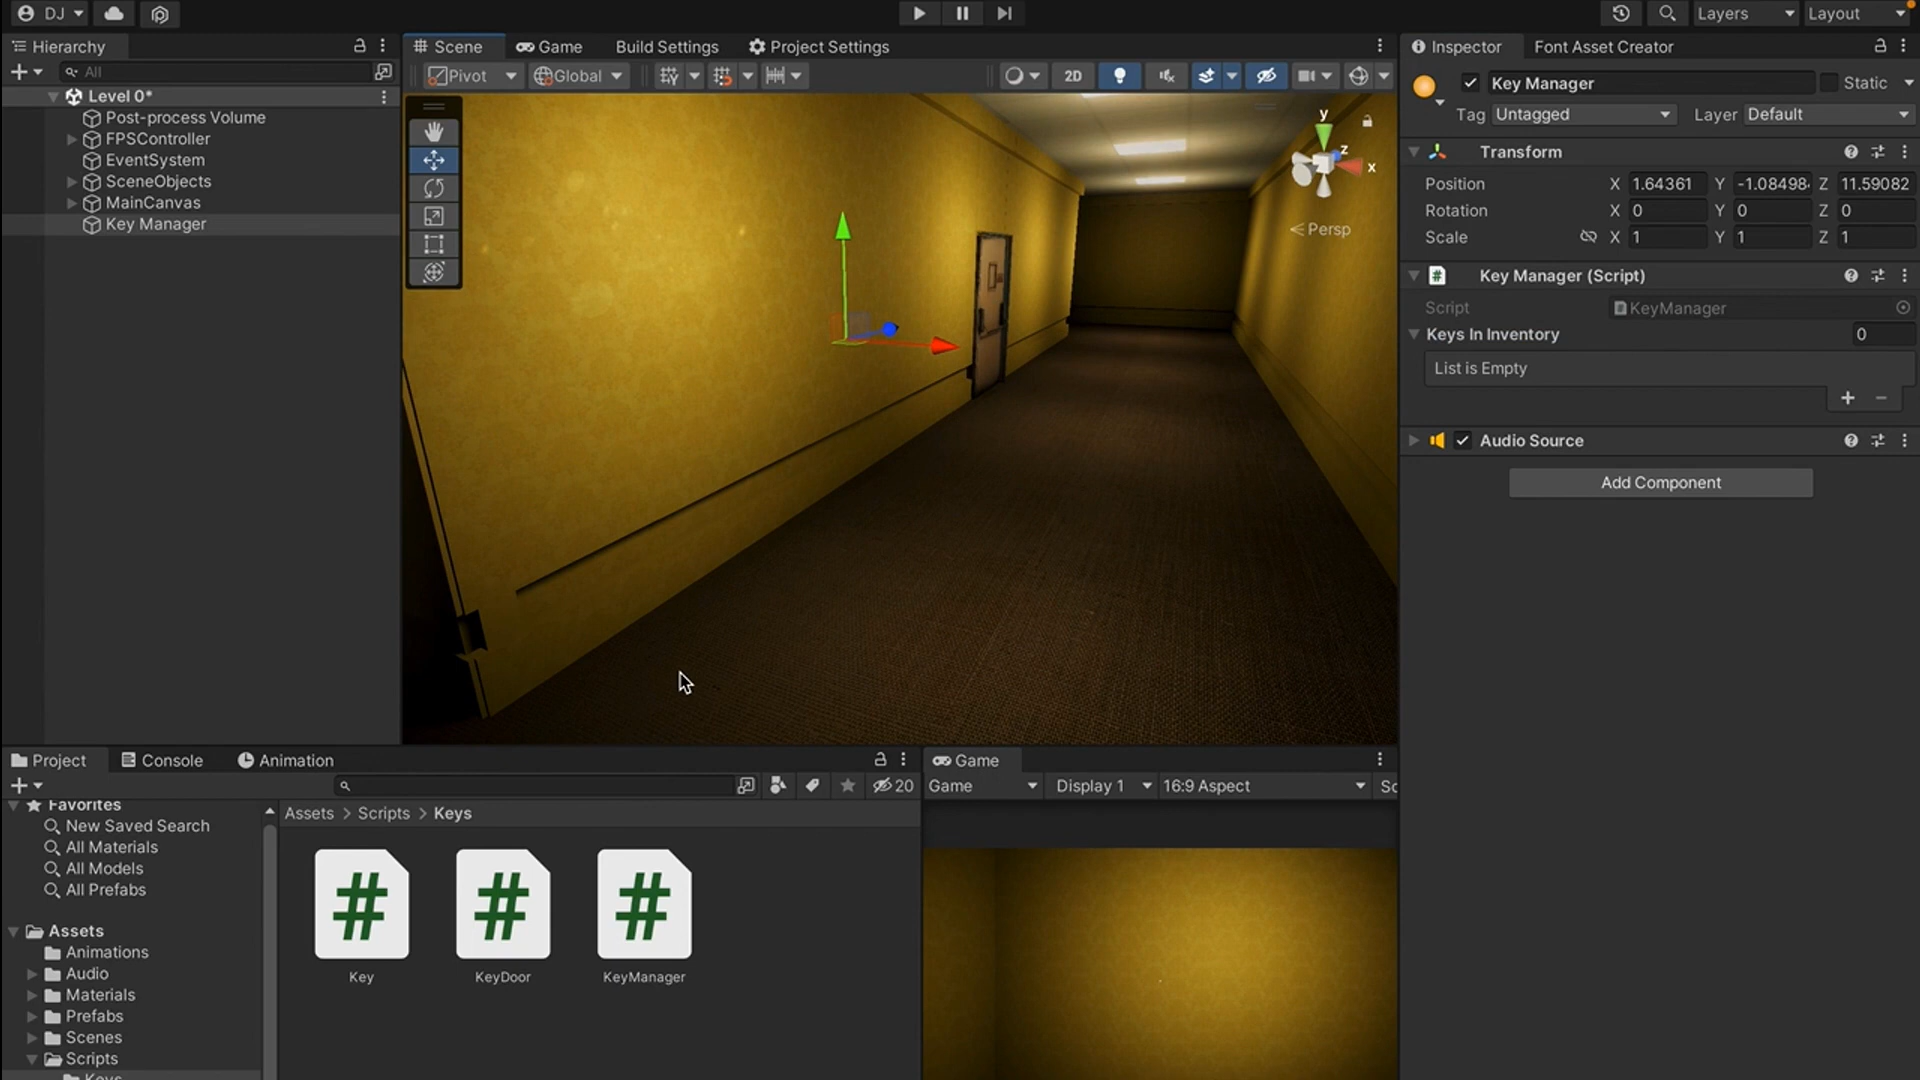 DJ
Layers
Layout
Hierarchy
All
Level 0*
Post-process Volume
FPSController
EventSystem
SceneObjects
MainCanvas
Key Manager
Scene
Game
Build Settings
Project Settings
Pivot
Global
2D
y
z
x
Persp
Inspector
Font Asset Creator
Key Manager
Static
Tag Untagged
Layer Default
Transform
Position X 1.64361 Y -1.08498 Z 11.59082
Rotation X 0 Y 0 Z 0
Scale X 1 Y 1 Z 1
# Key Manager (Script)
Script KeyManager
Keys In Inventory 0
List is Empty
+ −
Audio Source
Add Component
Project
Console
Animation
20
Favorites
New Saved Search
All Materials
All Models
All Prefabs
Assets
Animations
Audio
Materials
Prefabs
Scenes
Scripts
Keys
Assets > Scripts > Keys
# # #
Key
KeyDoor
KeyManager
Game
Game
Display 1
16:9 Aspect
Sc